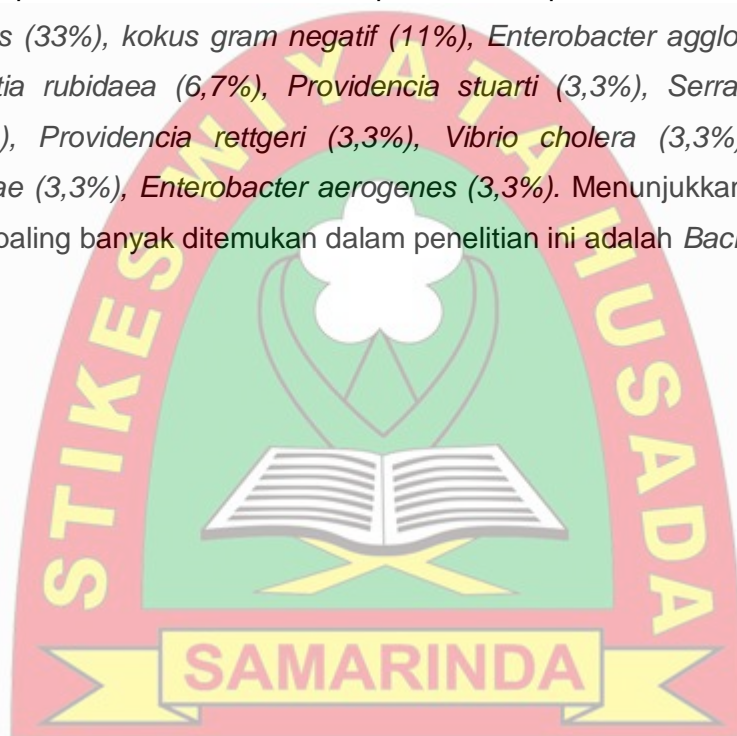 s (33%), kokus gram negatif (11%), Enterobacter agglo
tia rubidaea (6,7%), Providencia stuarti (3,3%), Serra
), Providencia rettgeri (3,3%), Vibrio cholera (3,3%)
ae (3,3%), Enterobacter aerogenes (3,3%). Menunjukkan
paling banyak ditemukan dalam penelitian ini adalah Bac
STIKES WIYATA HUSADA
SAMARINDA